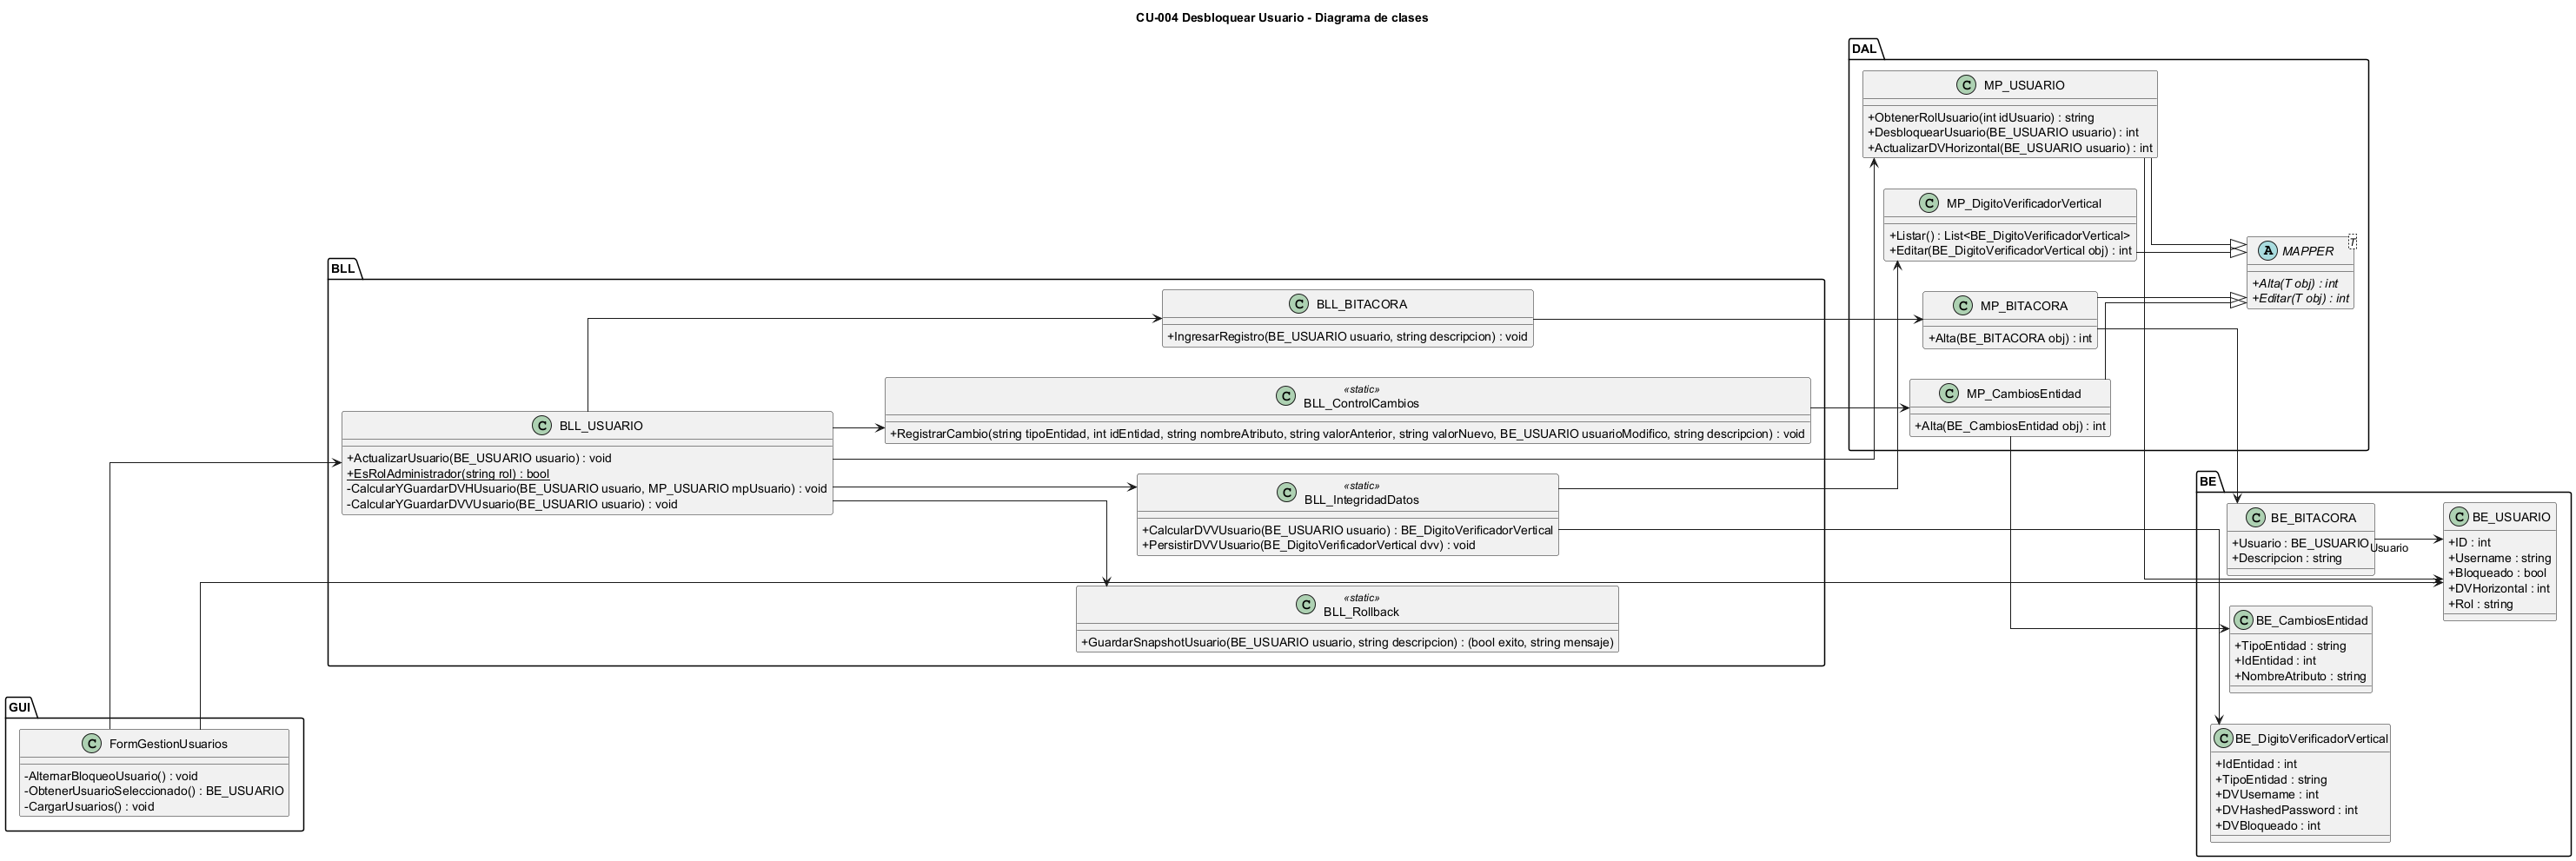 CU-004 Desbloquear Usuario - Diagrama de clases
DAL
C MP_USUARIO
+ObtenerRolUsuario(int idUsuario) : string
+DesbloquearUsuario(BE_USUARIO usuario) : int
+ActualizarDVHorizontal(BE_USUARIO usuario) : int
C MP_DigitoVerificadorVertical
+Listar() : List<BE_DigitoVerificadorVertical>
+Editar(BE_DigitoVerificadorVertical obj) : int
A MAPPER T
+Alta(T obj) : int
+Editar(T obj) : int
C MP_BITACORA
+Alta(BE_BITACORA obj) : int
C MP_CambiosEntidad
+Alta(BE_CambiosEntidad obj) : int
BLL
C BLL_BITACORA
+IngresarRegistro(BE_USUARIO usuario, string descripcion) : void
«static»
C BLL_ControlCambios
+RegistrarCambio(string tipoEntidad, int idEntidad, string nombreAtributo, string valorAnterior, string valorNuevo, BE_USUARIO usuarioModifico, string descripcion) : void
C BLL_USUARIO
+ActualizarUsuario(BE_USUARIO usuario) : void
+EsRolAdministrador(string rol) : bool
-CalcularYGuardarDVHUsuario(BE_USUARIO usuario, MP_USUARIO mpUsuario) : void
-CalcularYGuardarDVVUsuario(BE_USUARIO usuario) : void
«static»
C BLL_IntegridadDatos
+CalcularDVVUsuario(BE_USUARIO usuario) : BE_DigitoVerificadorVertical
+PersistirDVVUsuario(BE_DigitoVerificadorVertical dvv) : void
«static»
C BLL_Rollback
+GuardarSnapshotUsuario(BE_USUARIO usuario, string descripcion) : (bool exito, string mensaje)
BE
C BE_BITACORA
+Usuario : BE_USUARIO
+Descripcion : string
Usuario
C BE_USUARIO
+ID : int
+Username : string
+Bloqueado : bool
+DVHorizontal : int
+Rol : string
C BE_CambiosEntidad
+TipoEntidad : string
+IdEntidad : int
+NombreAtributo : string
C BE_DigitoVerificadorVertical
+IdEntidad : int
+TipoEntidad : string
+DVUsername : int
+DVHashedPassword : int
+DVBloqueado : int
GUI
C FormGestionUsuarios
-AlternarBloqueoUsuario() : void
-ObtenerUsuarioSeleccionado() : BE_USUARIO
-CargarUsuarios() : void